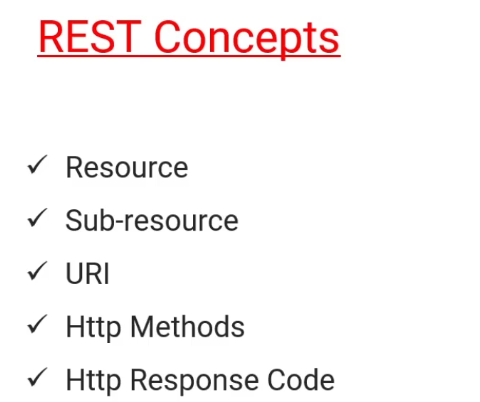 REST Concepts
✓ Resource
✓ Sub-resource
✓ URI
✓ Http Methods
✓ Http Response Code